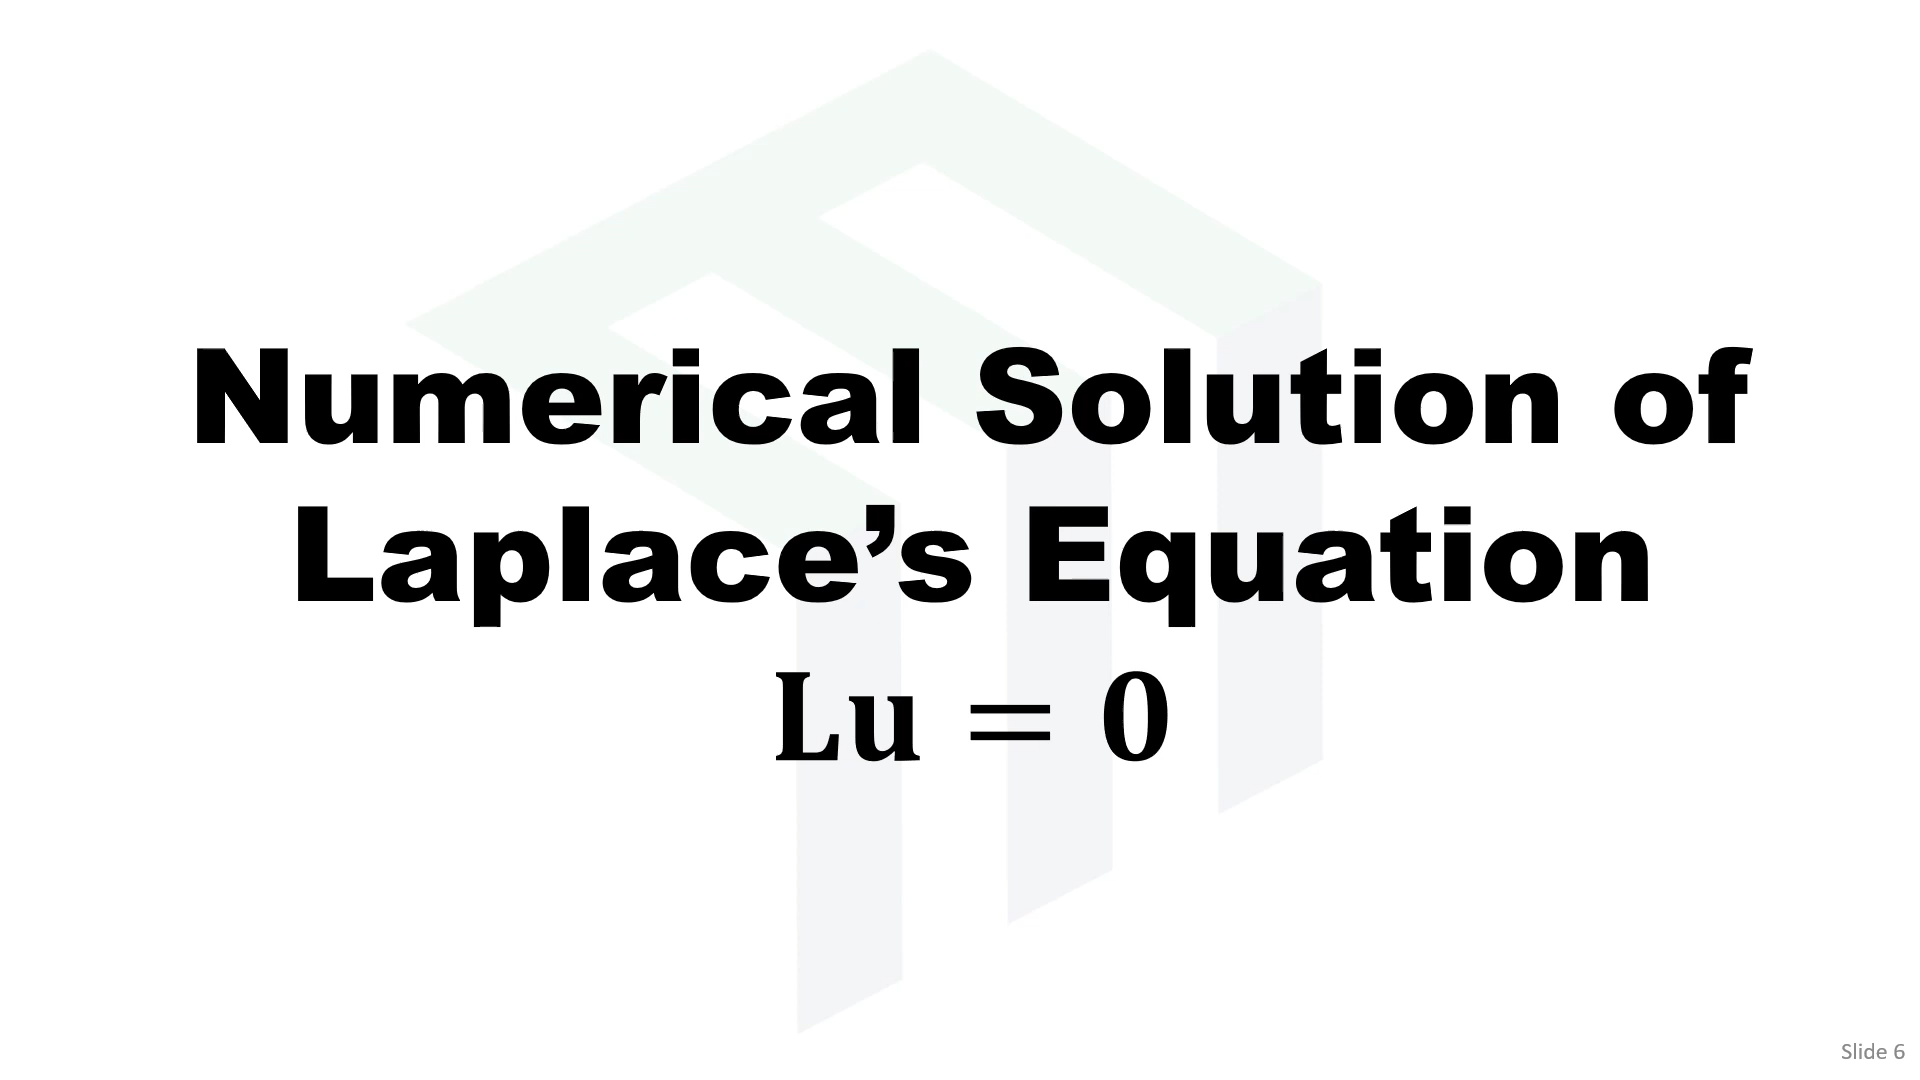 Numerical Solution of
Laplace’s Equation
Lu = 0
Slide 6